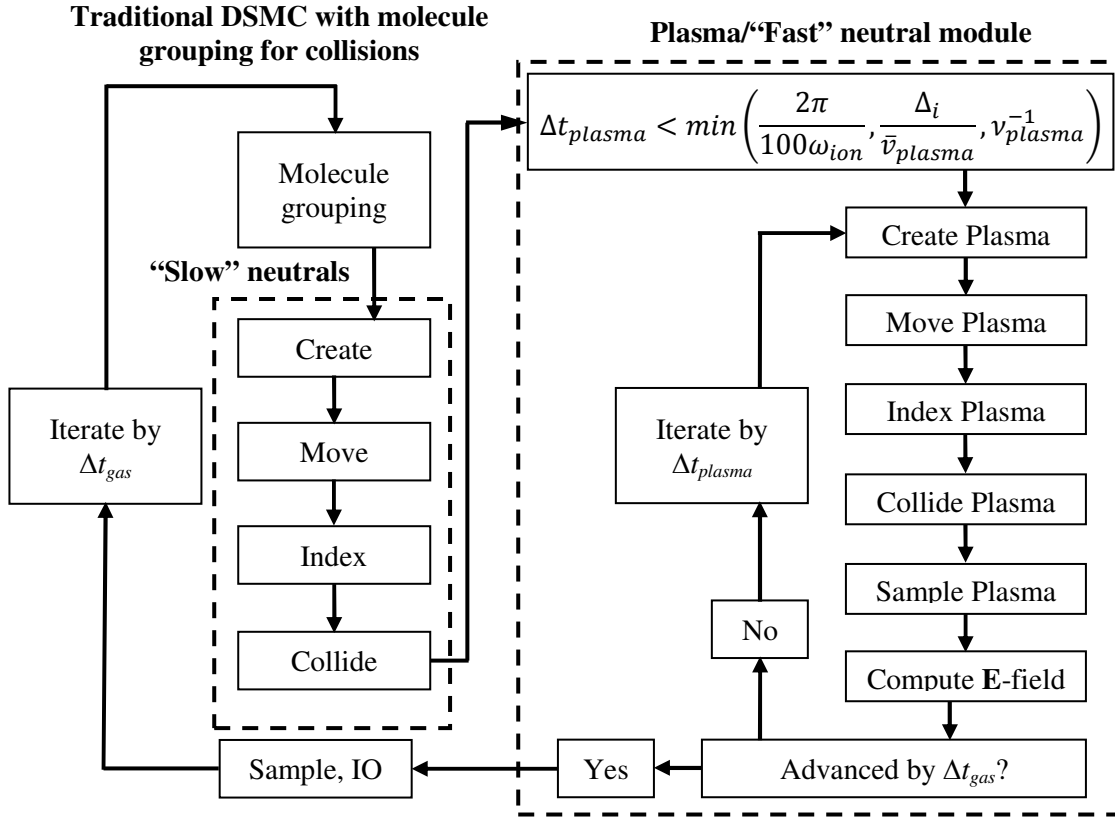 Traditional DSMC with molecule
grouping for collisions
Molecule
grouping
“Slow” neutrals
Create
Move
Index
Collide
Iterate by
Δt_gas
Sample, IO
Plasma/“Fast” neutral module
Δt_plasma < min(2π/100ω_ion, Δ_i/v̄_plasma, ν_plasma^-1)
Create Plasma
Move Plasma
Index Plasma
Collide Plasma
Sample Plasma
Compute E-field
Iterate by
Δt_plasma
No
Advanced by Δt_gas?
Yes